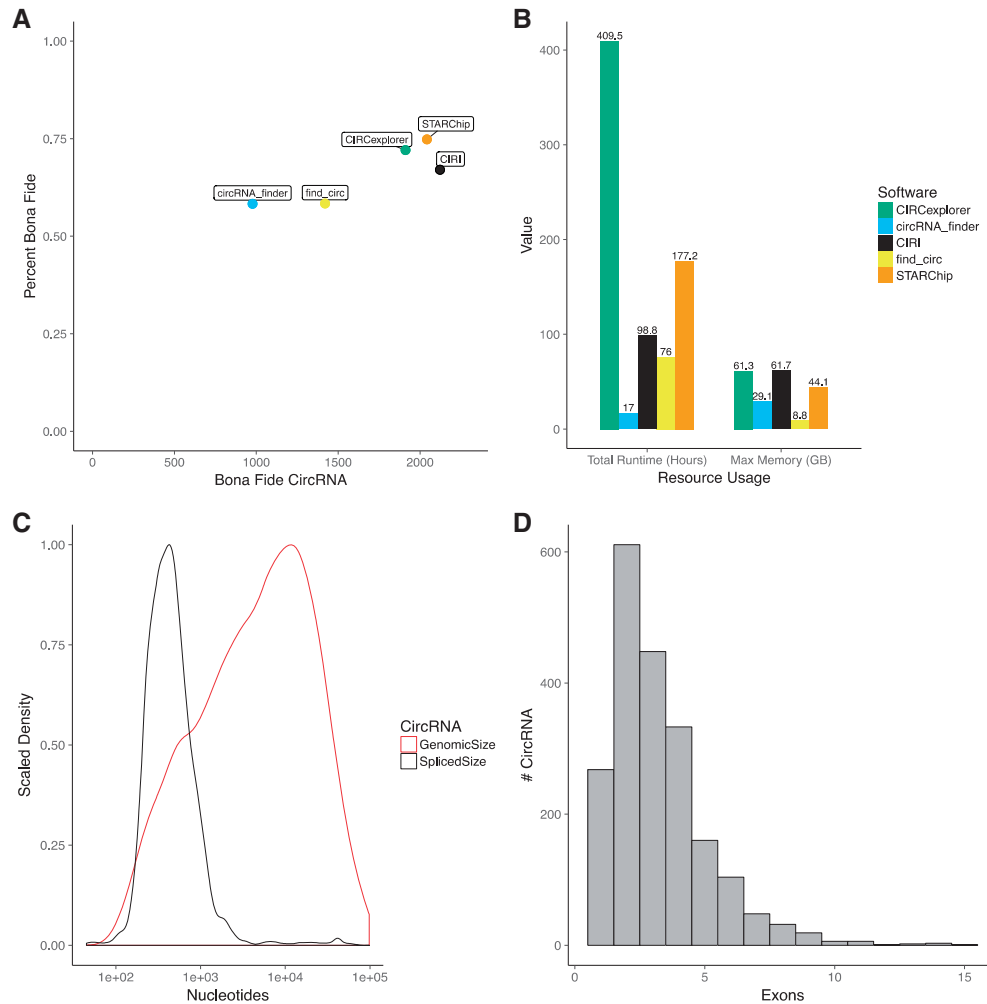 A
Percent Bona Fide
1.00
0.75
0.50
0.25
0.00
STARChip
CIRCexplorer
CIRI
circRNA_finder
find_circ
0
500
1000
1500
2000
Bona Fide CircRNA
B
Value
400
300
200
100
0
409.5
17
98.8
76
177.2
61.3
29.1
61.7
8.8
44.1
Total Runtime (Hours)
Max Memory (GB)
Resource Usage
Software
CIRCexplorer
circRNA_finder
CIRI
find_circ
STARChip
C
Scaled Density
1.00
0.75
0.50
0.25
0.00
1e+02
1e+03
1e+04
1e+05
Nucleotides
CircRNA
GenomicSize
SplicedSize
D
# CircRNA
600
400
200
0
0
5
10
15
Exons